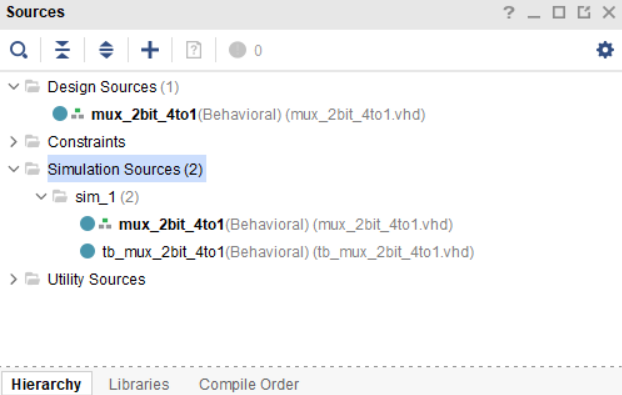 Sources
0
Design Sources (1)
mux_2bit_4to1(Behavioral) (mux_2bit_4to1.vhd)
Constraints
Simulation Sources (2)
sim_1 (2)
mux_2bit_4to1(Behavioral) (mux_2bit_4to1.vhd)
tb_mux_2bit_4to1(Behavioral) (tb_mux_2bit_4to1.vhd)
Utility Sources
Hierarchy Libraries Compile Order